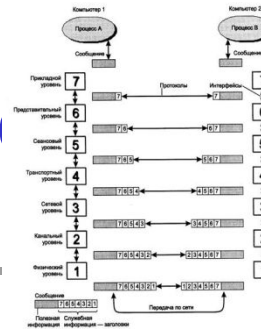 Компьютер 1
Компьютер 2
Процесс А
Процесс В
Сообщение
Сообщение
Прикладной
уровень
7
7
7
Протоколы
Интерфейсы
Представительный
уровень
6
7 6
6 7
Сеансовый
уровень
5
7 6 5
5 6 7
Транспортный
уровень
4
7 6 5 4
4 5 6 7
Сетевой
уровень
3
7 6 5 4 3
3 4 5 6 7
Канальный
уровень
2
7 6 5 4 3 2
2 3 4 5 6 7
Физический
уровень
1
7 6 5 4 3 2 1
1 2 3 4 5 6 7
Сообщение
7 6 5 4 3 2 1
Передача по сети
Полезная
информация
Служебная
информация — заголовки